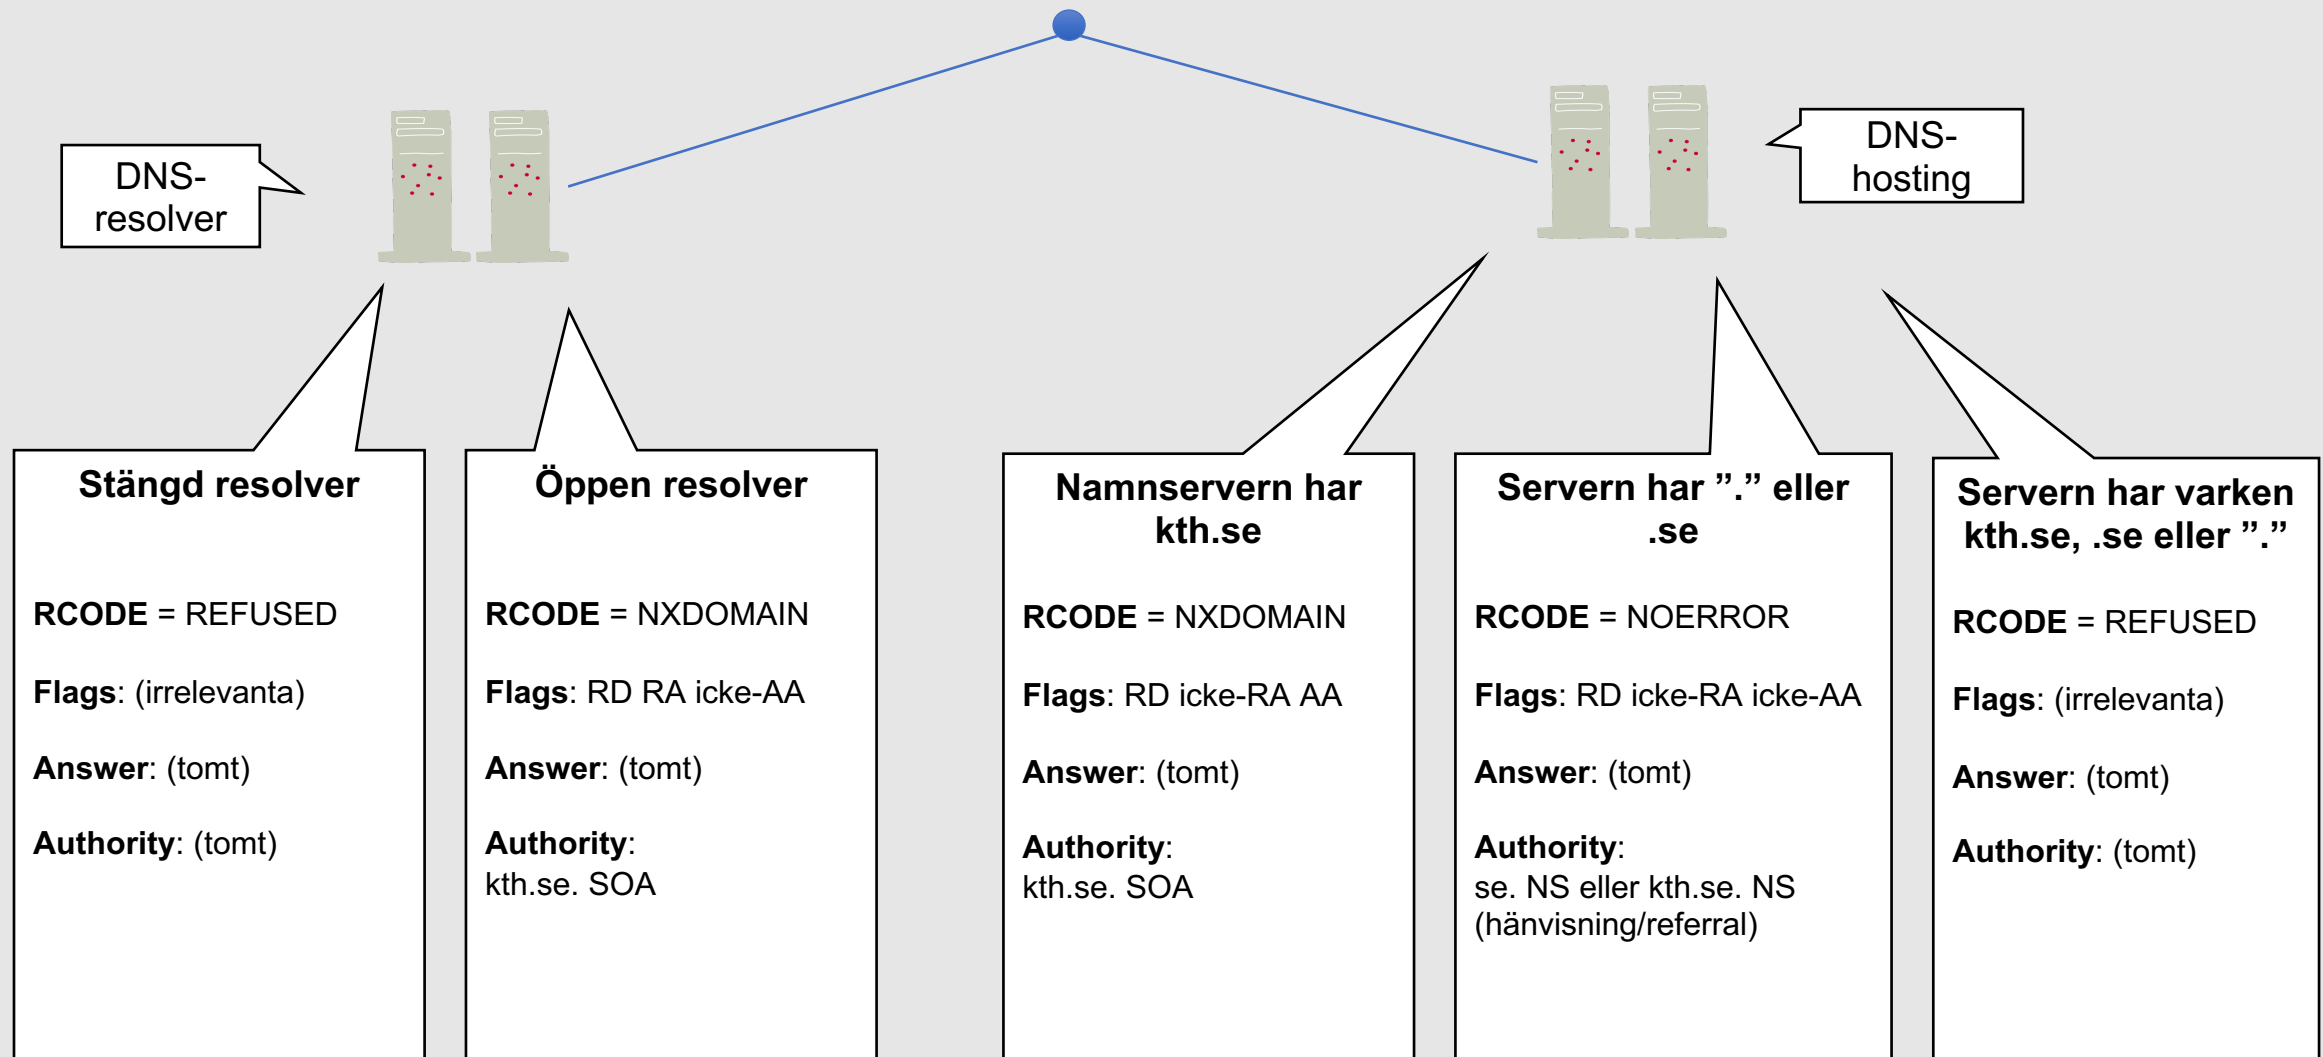 DNS-
resolver
DNS-
hosting
Stängd resolver
RCODE = REFUSED
Flags: (irrelevanta)
Answer: (tomt)
Authority: (tomt)
Öppen resolver
RCODE = NXDOMAIN
Flags: RD RA icke-AA
Answer: (tomt)
Authority:
kth.se. SOA
Namnservern har
kth.se
RCODE = NXDOMAIN
Flags: RD icke-RA AA
Answer: (tomt)
Authority:
kth.se. SOA
Servern har ”.” eller
.se
RCODE = NOERROR
Flags: RD icke-RA icke-AA
Answer: (tomt)
Authority:
se. NS eller kth.se. NS
(hänvisning/referral)
Servern har varken
kth.se, .se eller ”.”
RCODE = REFUSED
Flags: (irrelevanta)
Answer: (tomt)
Authority: (tomt)